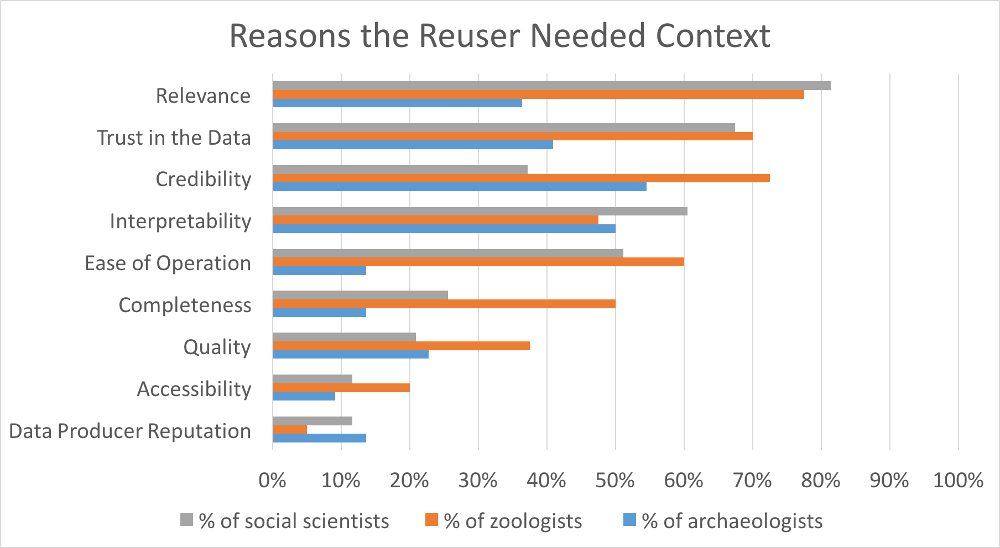 Reasons the Reuser Needed Context
Relevance
Trust in the Data
Credibility
Interpretability
Ease of Operation
Completeness
Quality
Accessibility
Data Producer Reputation
0% 10% 20% 30% 40% 50% 60% 70% 80% 90% 100%
% of social scientists % of zoologists % of archaeologists